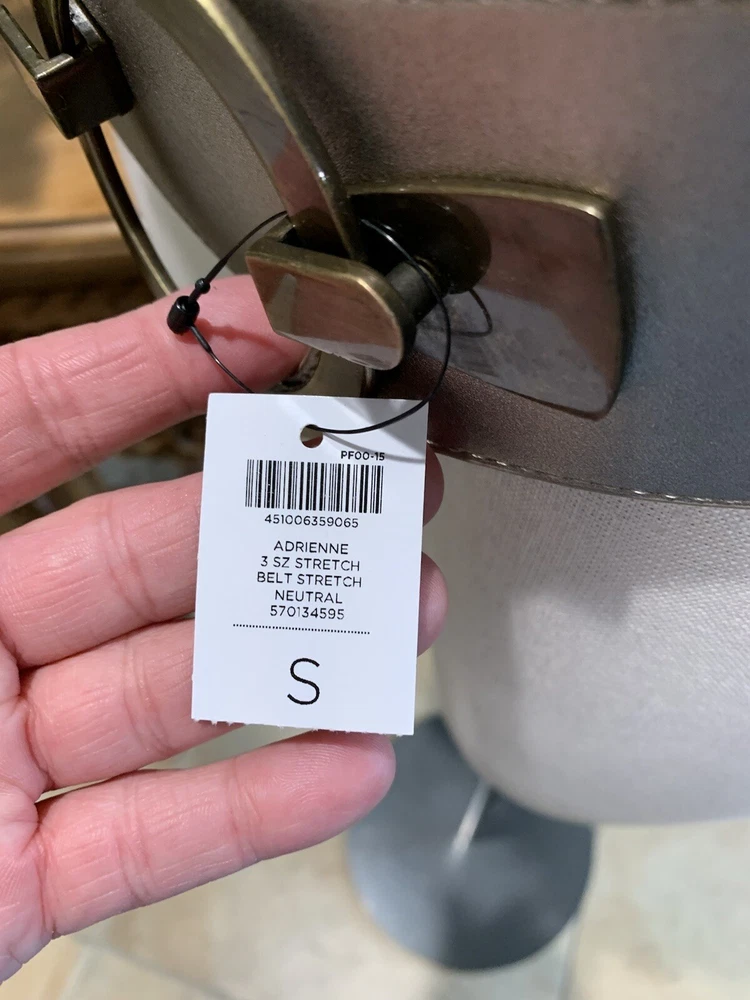 PF00-15
451006359065
ADRIENNE
3 SZ STRETCH
BELT STRETCH
NEUTRAL
570134595
S